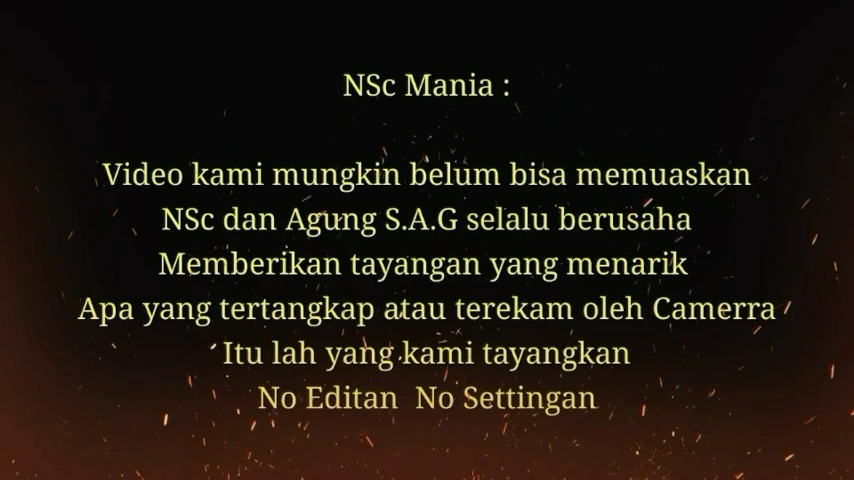 NSc Mania :
Video kami mungkin belum bisa memuaskan
NSc dan Agung S.A.G selalu berusaha
Memberikan tayangan yang menarik
Apa yang tertangkap atau terekam oleh Camerra
Itu lah yang kami tayangkan
No Editan No Settingan